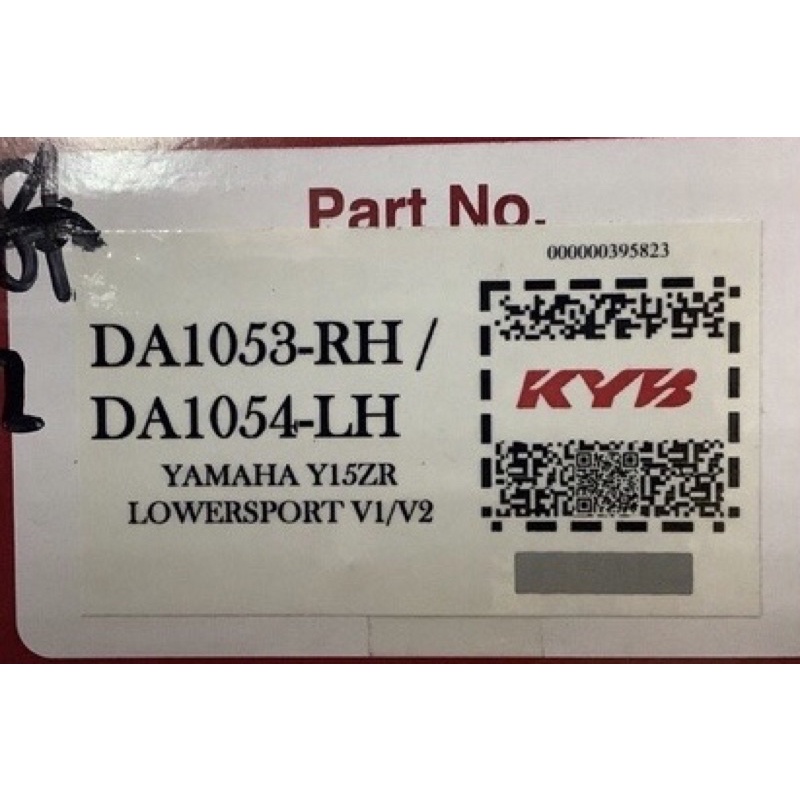 Part No.
000000395823
DA1053-RH /
DA1054-LH
YAMAHA Y15ZR
LOWERSPORT V1/V2
KYB